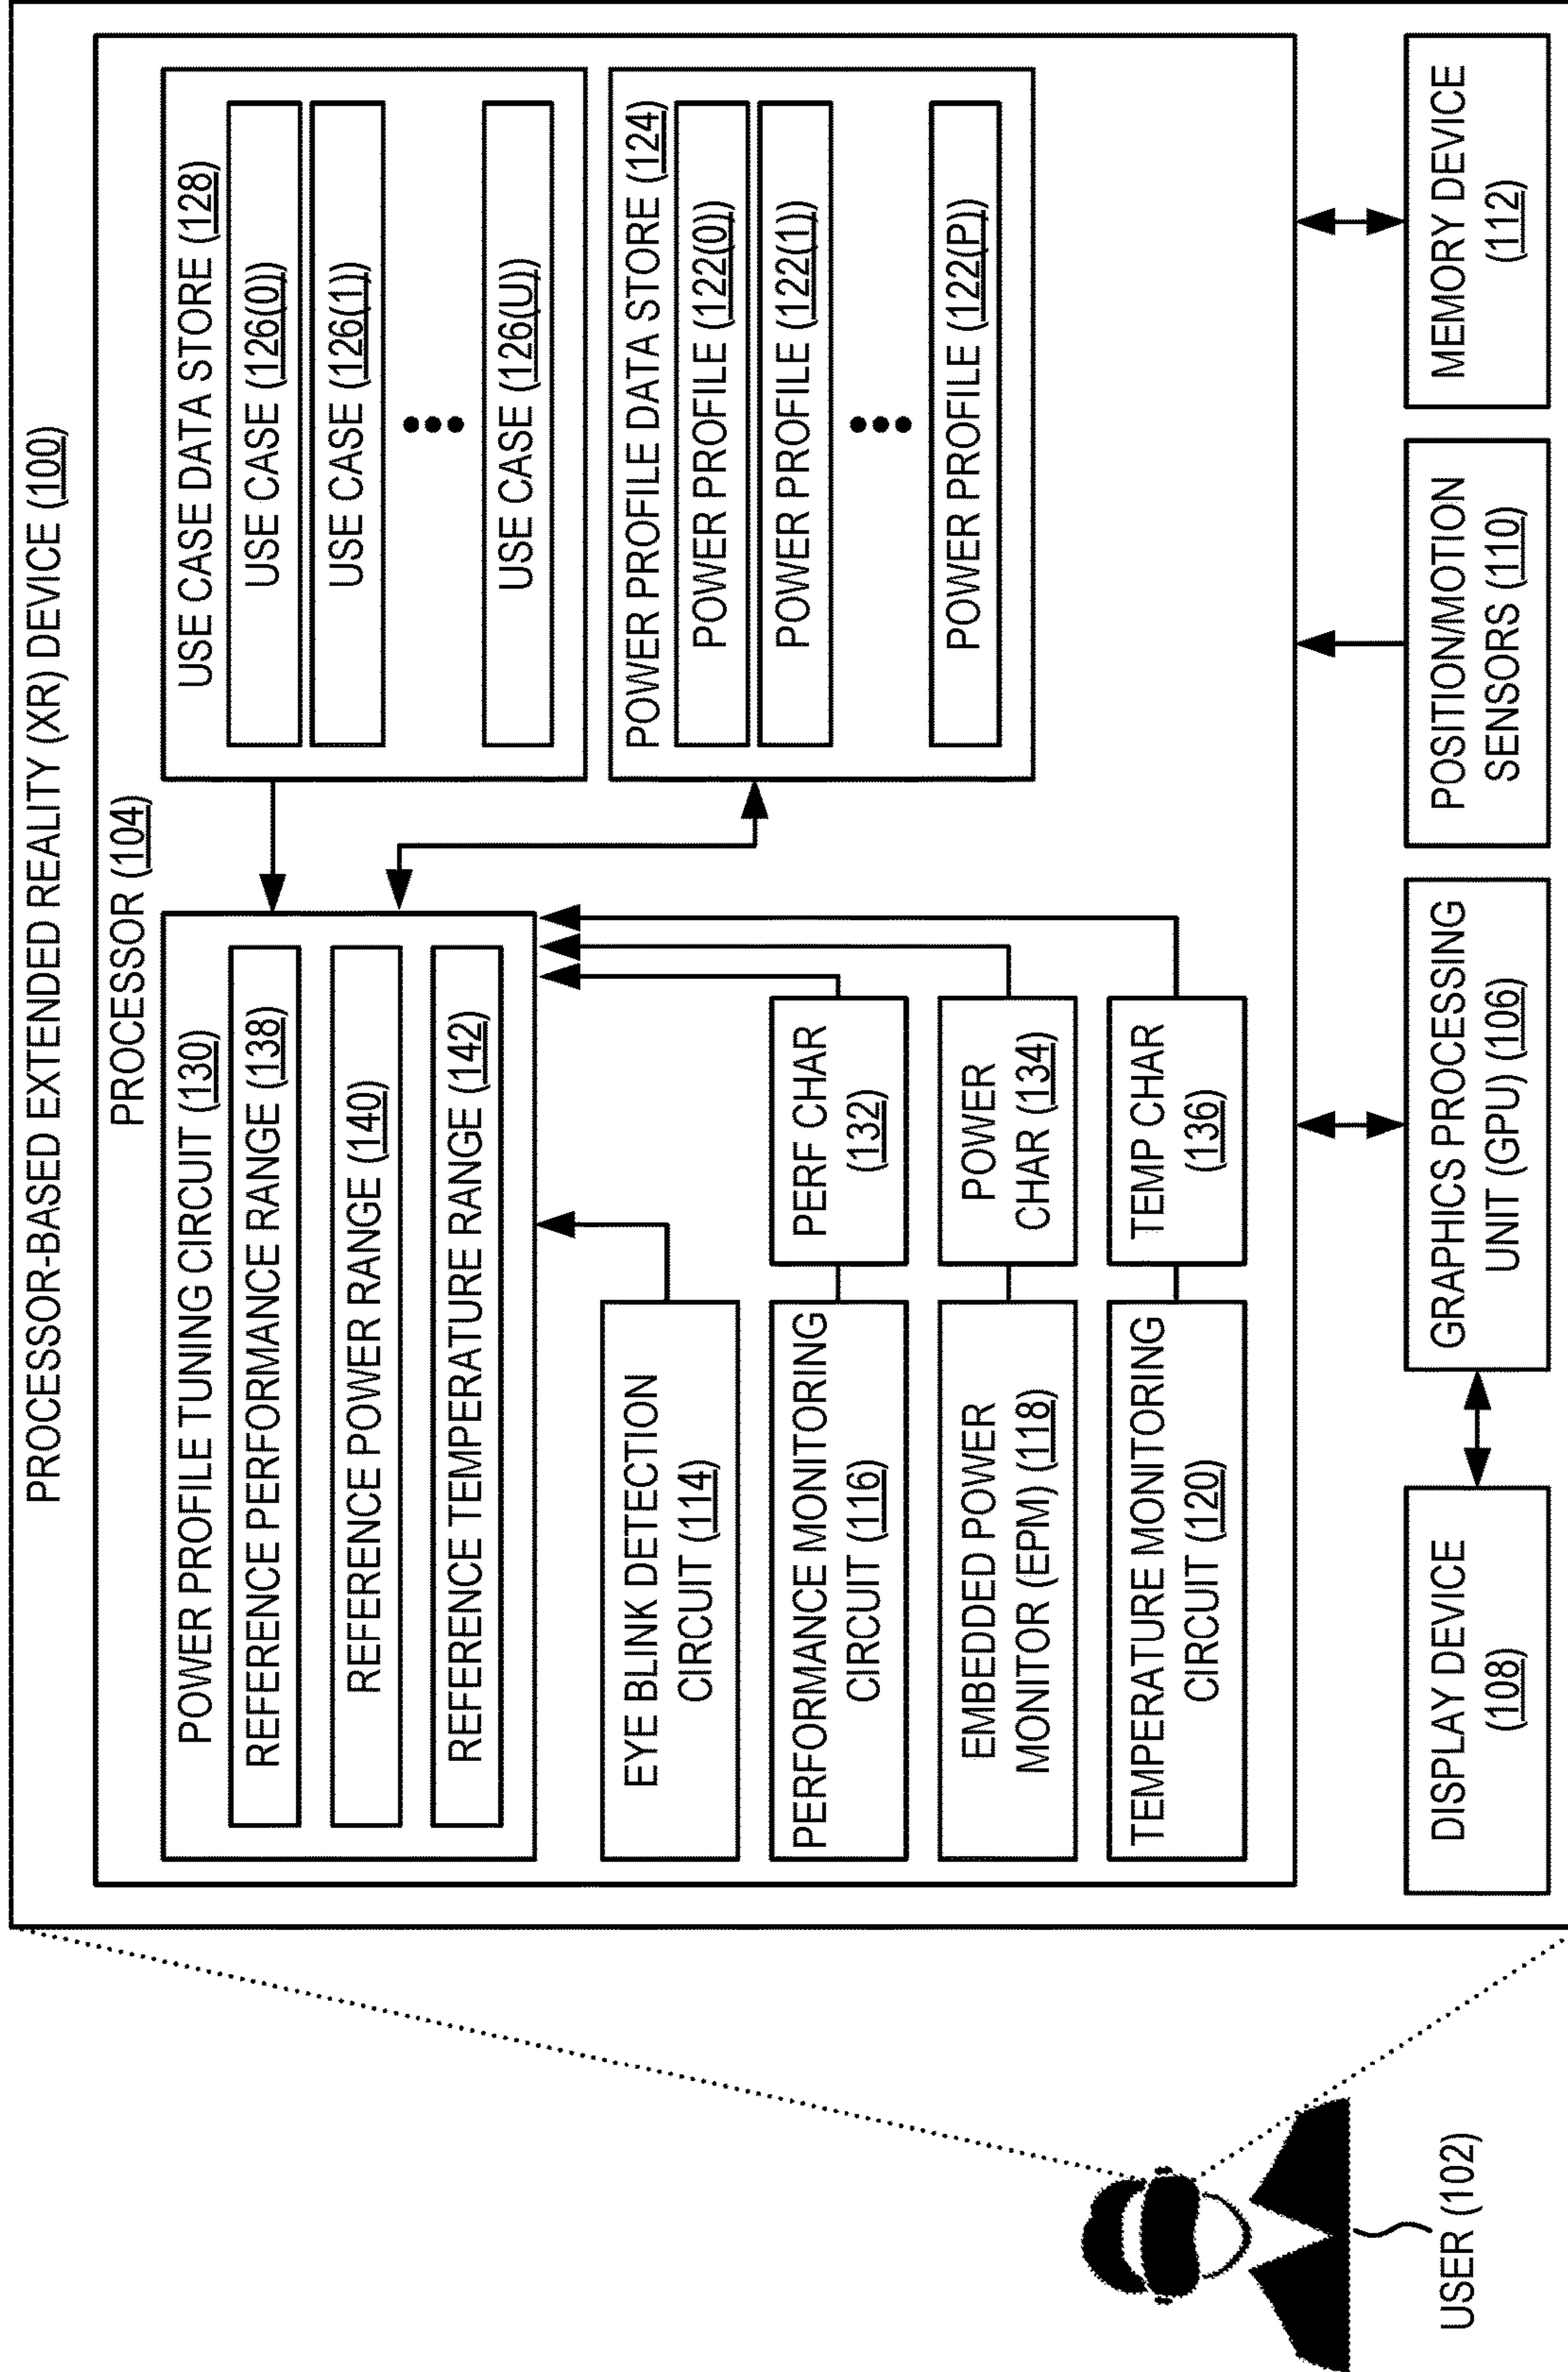 PROCESSOR-BASED EXTENDED REALITY (XR) DEVICE (100)
PROCESSOR (104)
POWER PROFILE TUNING CIRCUIT (130)
REFERENCE PERFORMANCE RANGE (138)
REFERENCE POWER RANGE (140)
REFERENCE TEMPERATURE RANGE (142)
USE CASE DATA STORE (128)
USE CASE (126(0))
USE CASE (126(1))
USE CASE (126(U))
POWER PROFILE DATA STORE (124)
POWER PROFILE (122(0))
POWER PROFILE (122(1))
POWER PROFILE (122(P))
EYE BLINK DETECTION
CIRCUIT (114)
PERFORMANCE MONITORING
CIRCUIT (116)
PERF CHAR
(132)
EMBEDDED POWER
MONITOR (EPM) (118)
POWER
CHAR (134)
TEMPERATURE MONITORING
CIRCUIT (120)
TEMP CHAR
(136)
DISPLAY DEVICE
(108)
GRAPHICS PROCESSING
UNIT (GPU) (106)
POSITION/MOTION
SENSORS (110)
MEMORY DEVICE
(112)
USER (102)